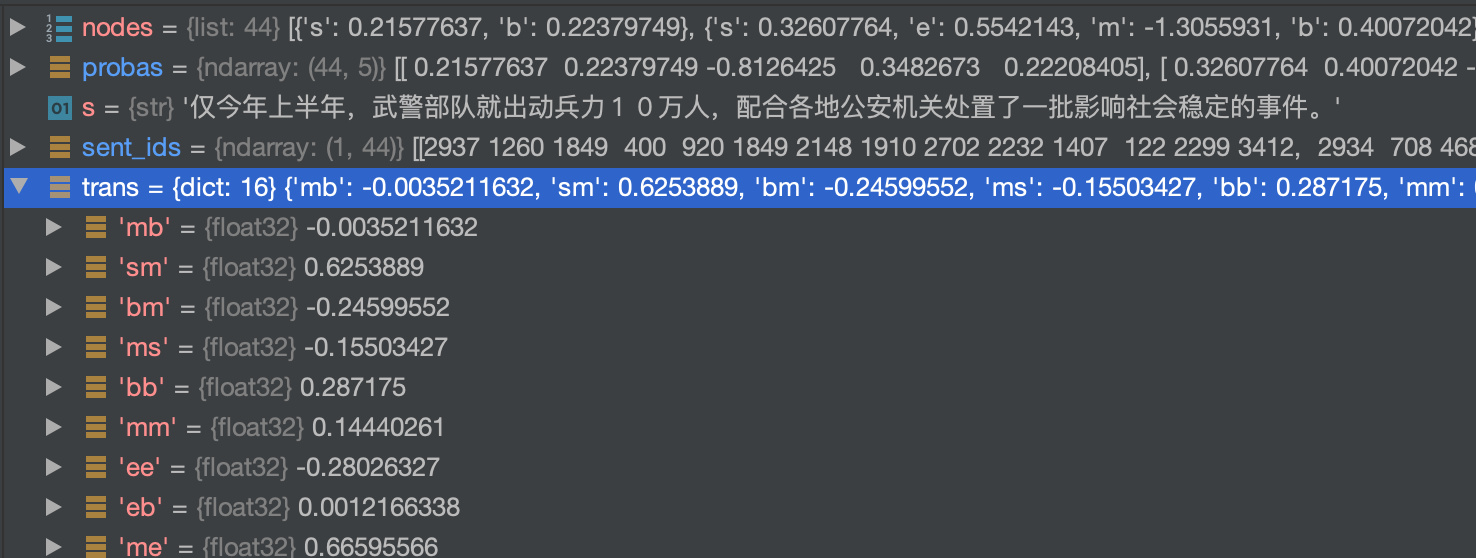 nodes = {list: 44} [{'s': 0.21577637, 'b': 0.22379749}, {'s': 0.32607764, 'e': 0.5542143, 'm': -1.3055931, 'b': 0.40072042}
probas = {ndarray: (44, 5)} [[ 0.21577637 0.22379749 -0.8126425 0.3482673 0.22208405], [ 0.32607764 0.40072042 -
01 s = {str} '仅今年上半年，武警部队就出动兵力１０万人，配合各地公安机关处置了一批影响社会稳定的事件。'
sent_ids = {ndarray: (1, 44)} [[2937 1260 1849 400 920 1849 2148 1910 2702 2232 1407 122 2299 3412, 2934 708 468
trans = {dict: 16} {'mb': -0.0035211632, 'sm': 0.6253889, 'bm': -0.24599552, 'ms': -0.15503427, 'bb': 0.287175, 'mm':
'mb' = {float32} -0.0035211632
'sm' = {float32} 0.6253889
'bm' = {float32} -0.24599552
'ms' = {float32} -0.15503427
'bb' = {float32} 0.287175
'mm' = {float32} 0.14440261
'ee' = {float32} -0.28026327
'eb' = {float32} 0.0012166338
'me' = {float32} 0.66595566